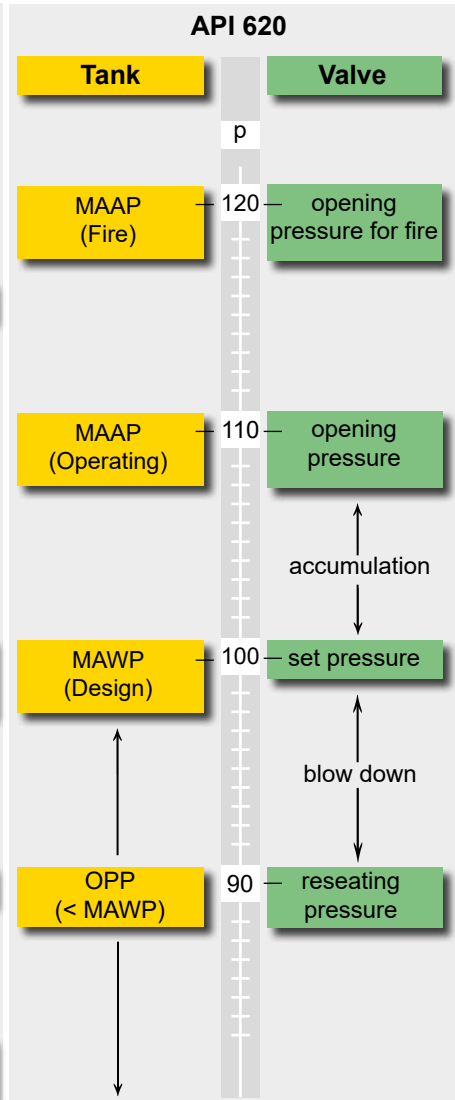 API 620
Tank
Valve
p
MAAP
(Fire)
120
opening
pressure for fire
MAAP
(Operating)
110
opening
pressure
accumulation
MAWP
(Design)
100
set pressure
blow down
OPP
(< MAWP)
90
reseating
pressure